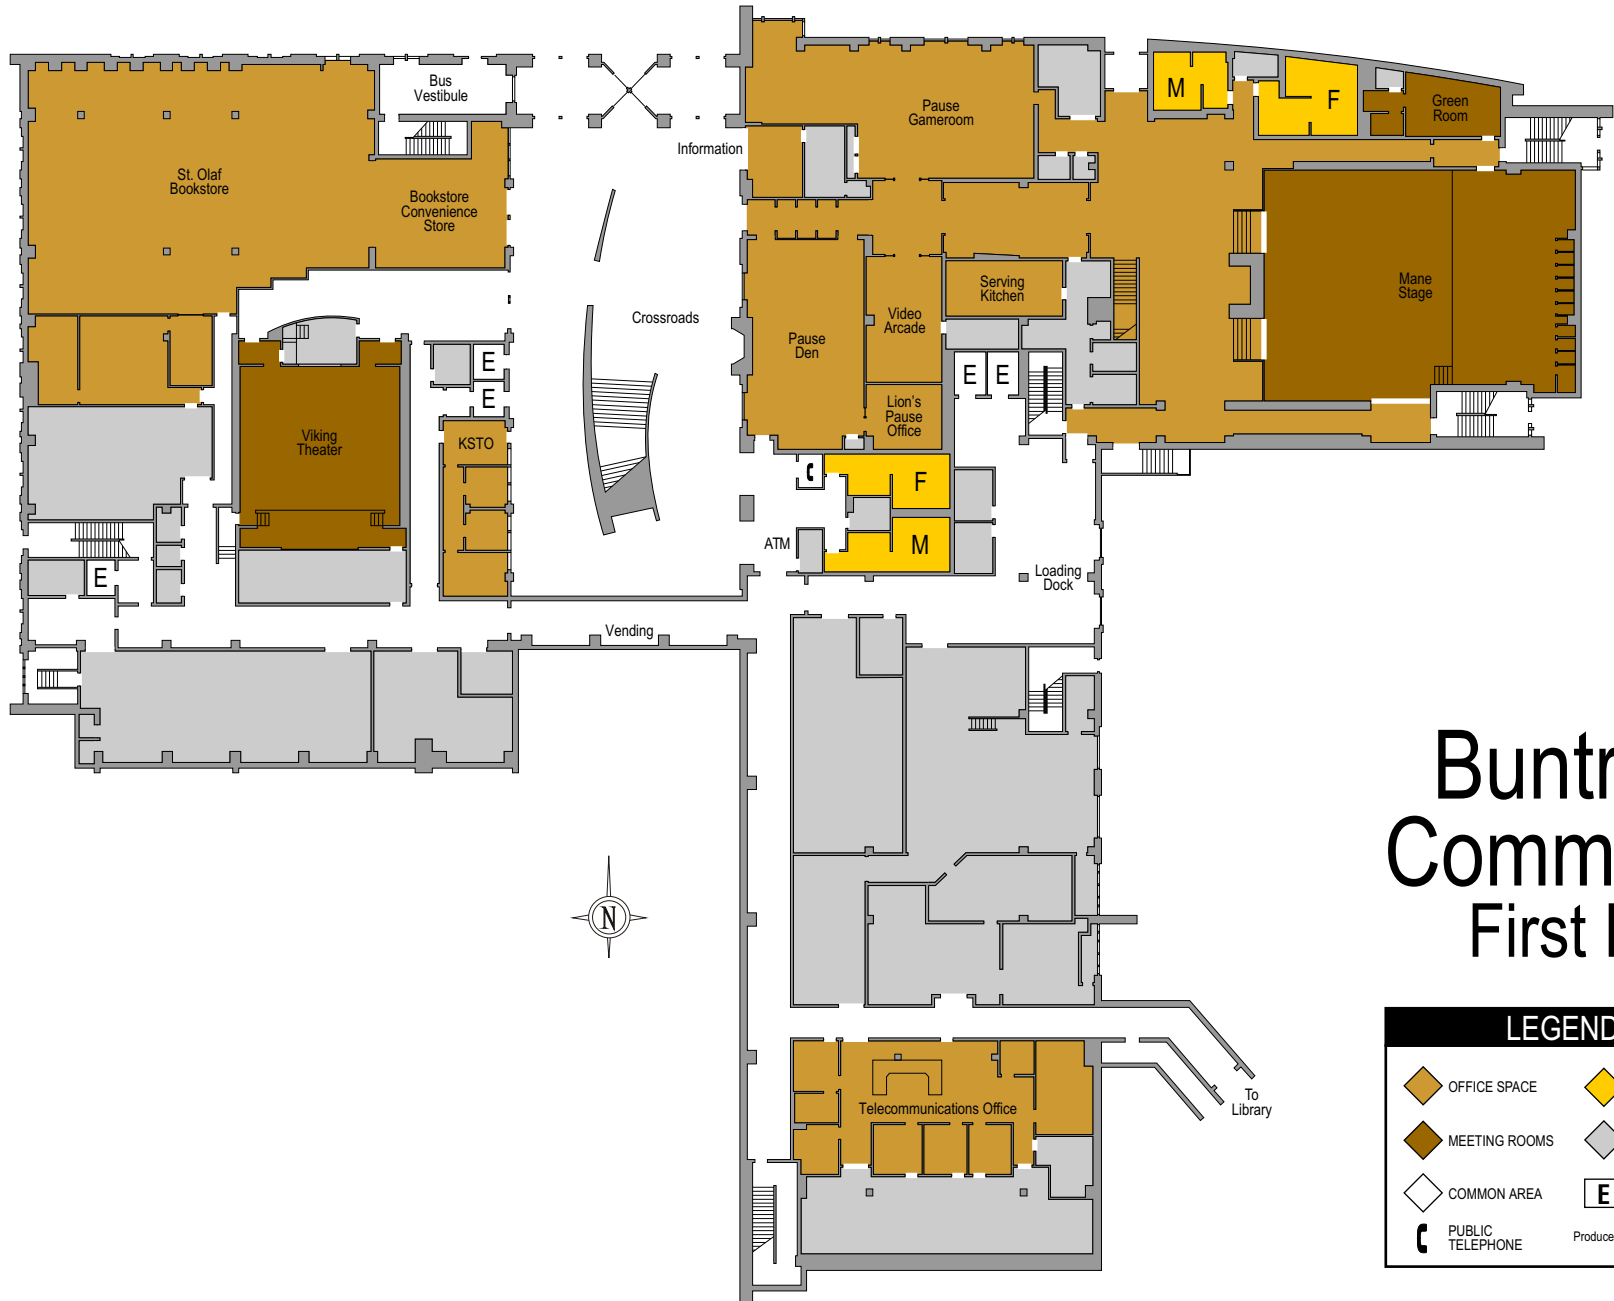 Bus
Vestibule
M
F
Green
Room
Pause
Gameroom
Information
St. Olaf
Bookstore
Bookstore
Convenience
Store
Mane
Stage
Serving
Kitchen
Crossroads
Video
Arcade
Pause
Den
E
E
E
E
Lion's
Pause
Office
Viking
Theater
KSTO
F
ATM
M
E
Loading
Dock
Vending
N
Comm
First
LEGEND
OFFICE SPACE
MEETING ROOMS
COMMON AREA
E
PUBLIC
TELEPHONE
Produce
Telecommunications Office
To
Library